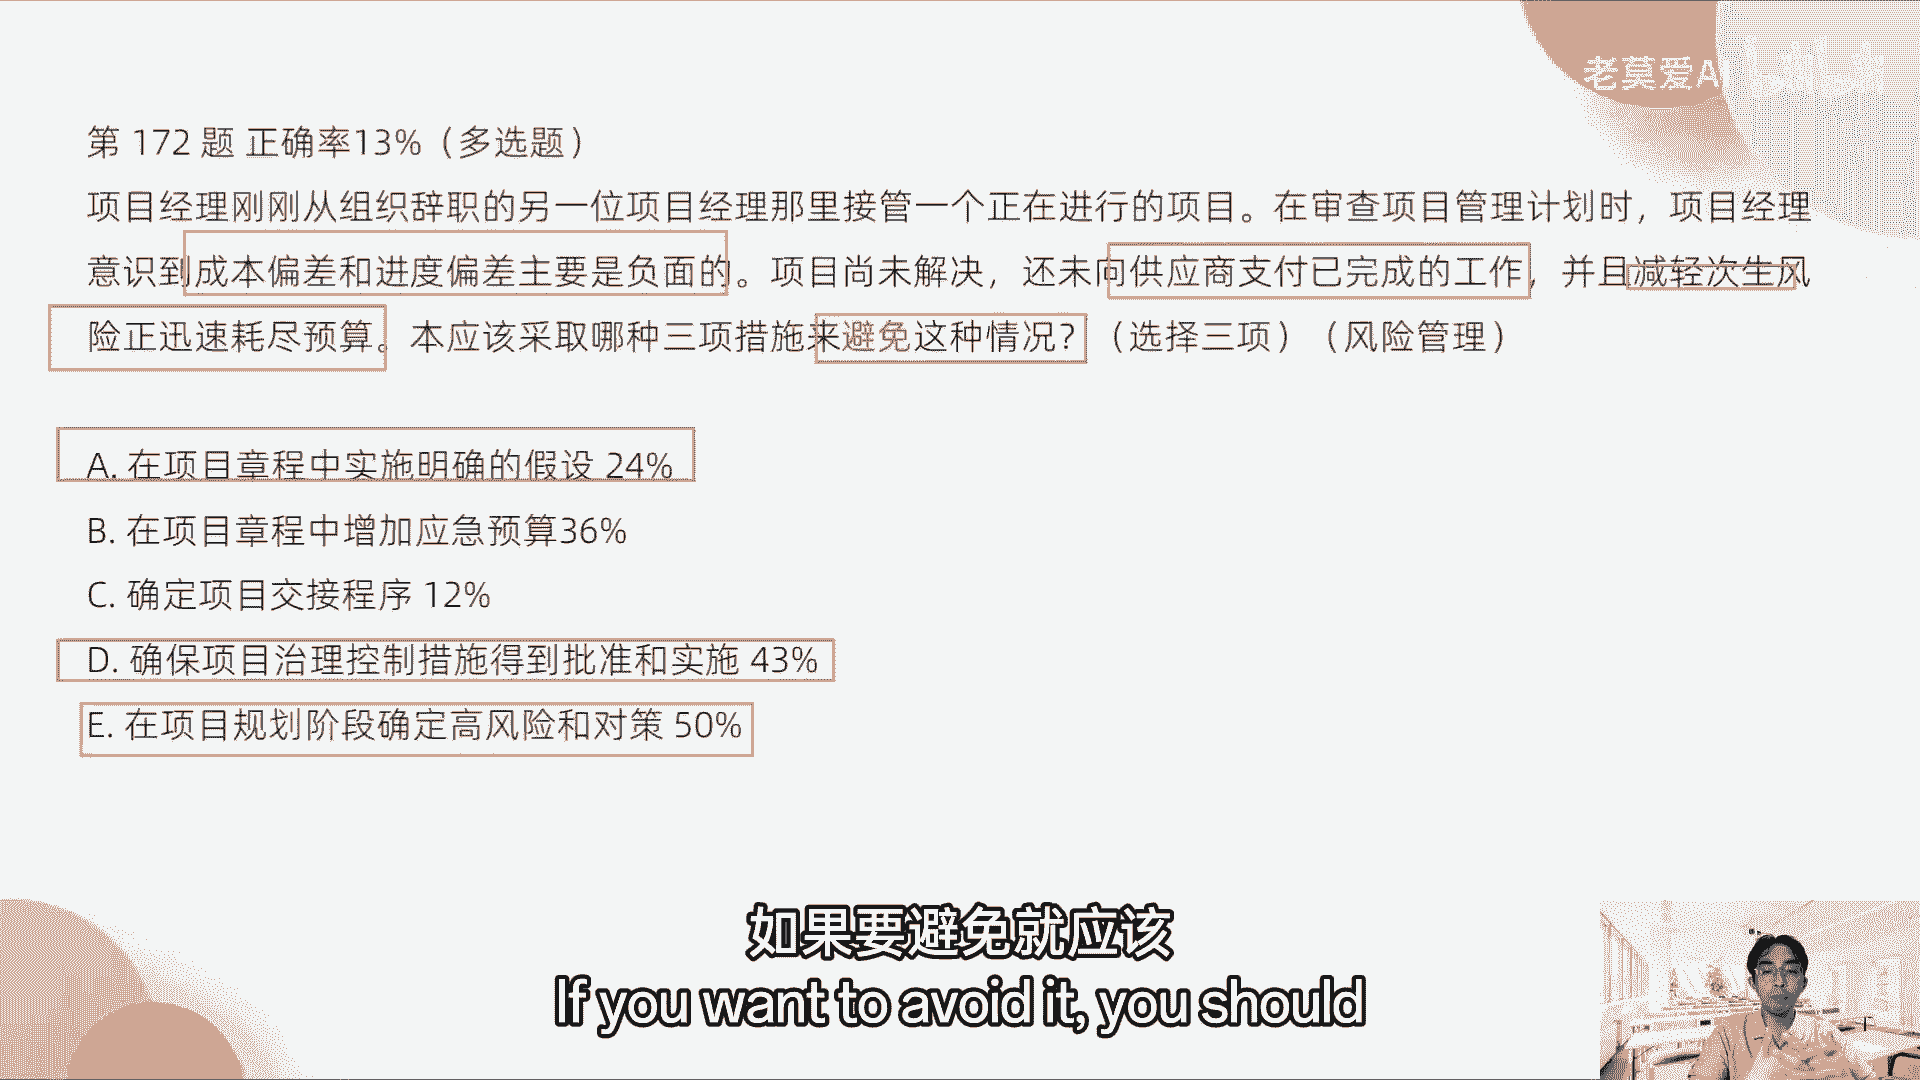 老莫爱A
第 172 题 正确率13%（多选题）
项目经理刚刚从组织辞职的另一位项目经理那里接管一个正在进行的项目。在审查项目管理计划时，项目经理
意识到成本偏差和进度偏差主要是负面的。项目尚未解决，还未向供应商支付已完成的工作，并且减轻次生风
险正迅速耗尽预算。本应该采取哪种三项措施来避免这种情况？（选择三项）（风险管理）
A. 在项目章程中实施明确的假设 24%
B. 在项目章程中增加应急预算36%
C. 确定项目交接程序 12%
D. 确保项目治理控制措施得到批准和实施 43%
E. 在项目规划阶段确定高风险和对策 50%
如果要避免就应该
If you want to avoid it, you should